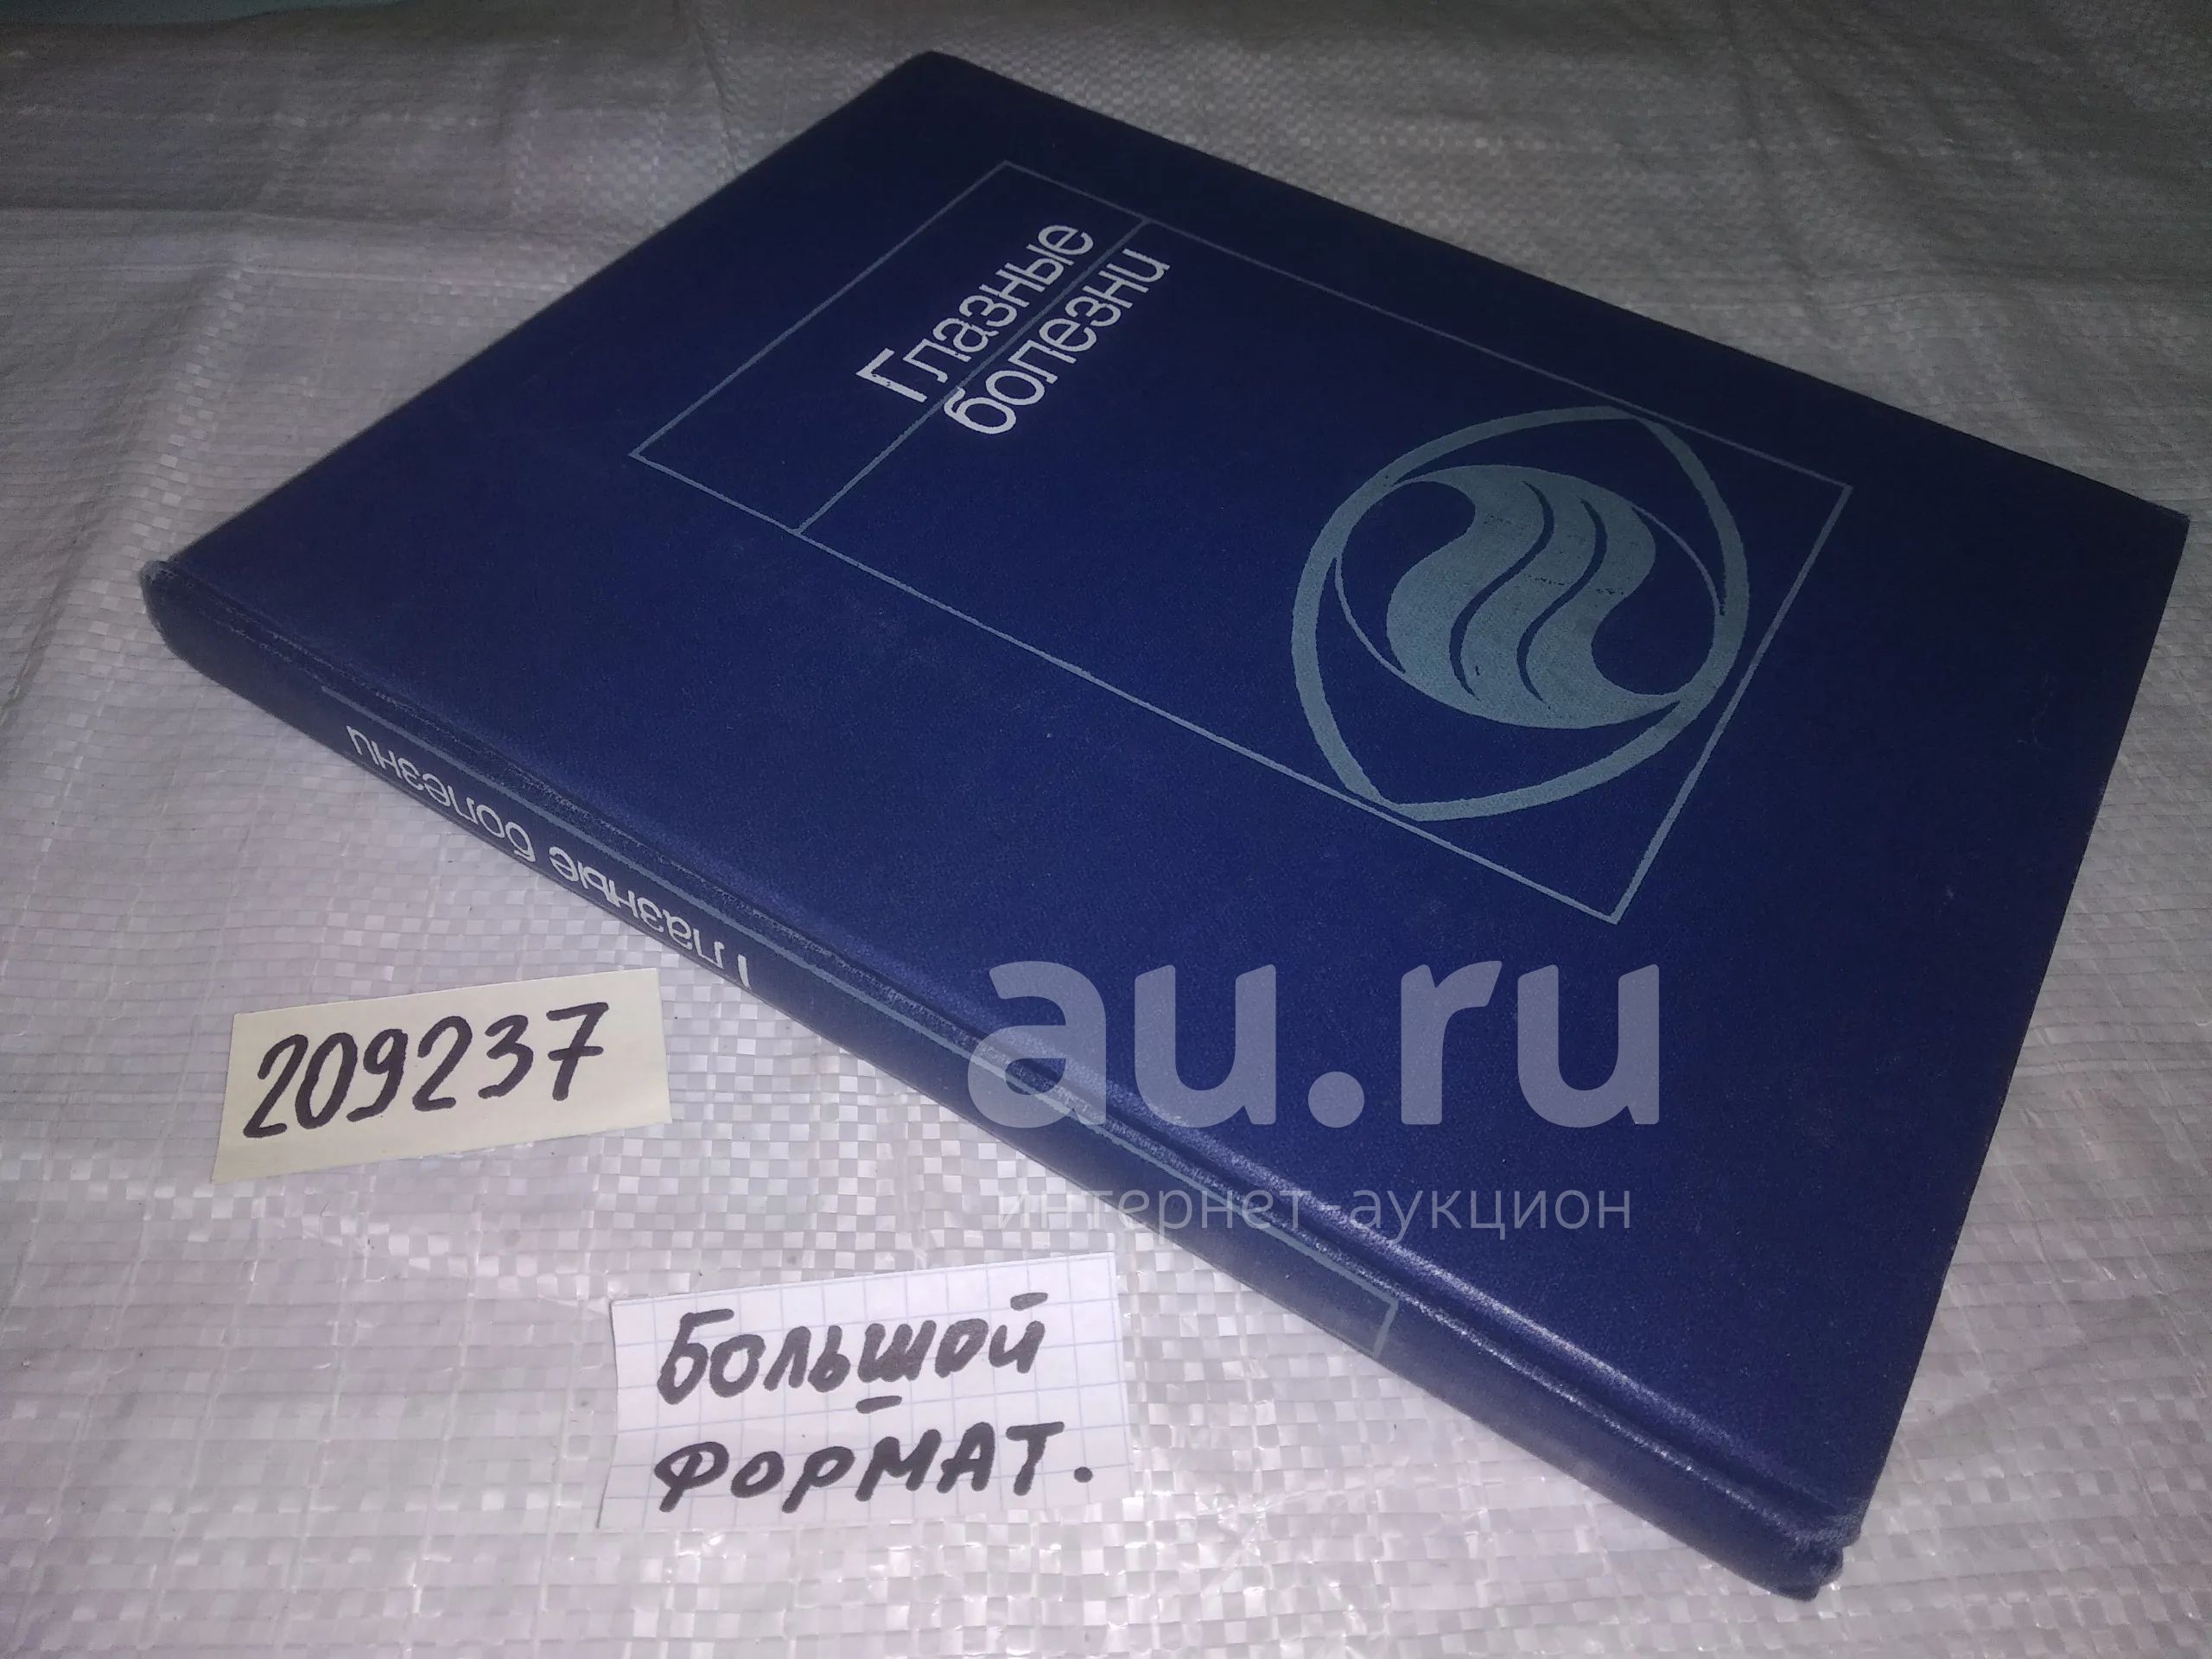 Глазные
болезни
Глазные болезни
209237
au.ru
интернет-аукцион
Большой
формат.